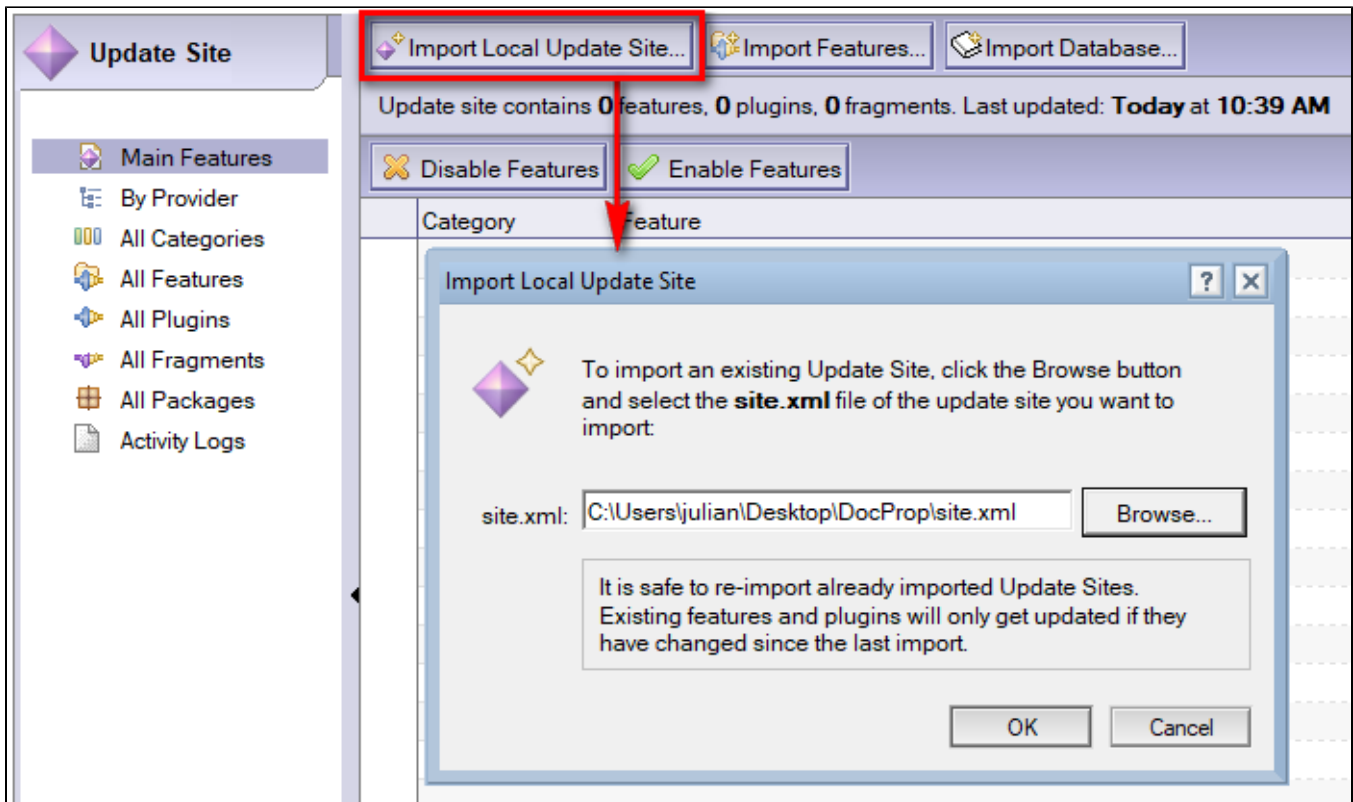 Update Site
Import Local Update Site...
Import Features...
Import Database...
Update site contains 0 features, 0 plugins, 0 fragments. Last updated: Today at 10:39 AM
Main Features
By Provider
All Categories
All Features
All Plugins
All Fragments
All Packages
Activity Logs
Disable Features
Enable Features
Category
Feature
Import Local Update Site
?
To import an existing Update Site, click the Browse button
and select the site.xml file of the update site you want to
import:
site.xml:
C:\Users\julian\Desktop\DocProp\site.xml
Browse...
It is safe to re-import already imported Update Sites.
Existing features and plugins will only get updated if they
have changed since the last import.
OK
Cancel